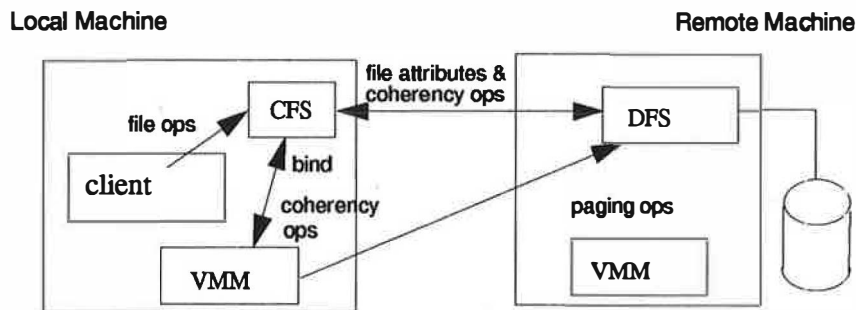 Local Machine
Remote Machine
file attributes &
coherency ops
CFS
DFS
file ops
bind
client
coherency
ops
paging ops
VMM
VMM